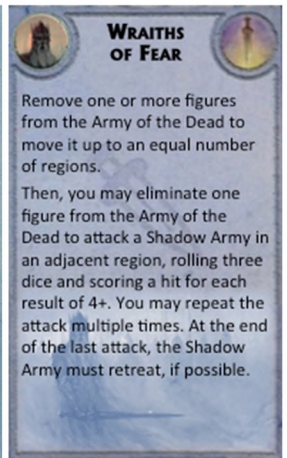 WRAITHS
OF FEAR
Remove one or more figures
from the Army of the Dead to
move it up to an equal number
of regions.
Then, you may eliminate one
figure from the Army of the
Dead to attack a Shadow Army in
an adjacent region, rolling three
dice and scoring a hit for each
result of 4+. You may repeat the
attack multiple times. At the end
of the last attack, the Shadow
Army must retreat, if possible.